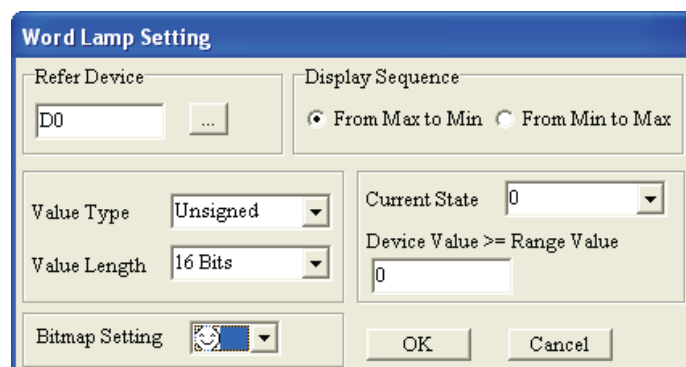 Word Lamp Setting
Refer Device
D0
...
Display Sequence
From Max to Min From Min to Max
Value Type Unsigned
Value Length 16 Bits
Current State 0
Device Value >= Range Value
0
Bitmap Setting
OK Cancel